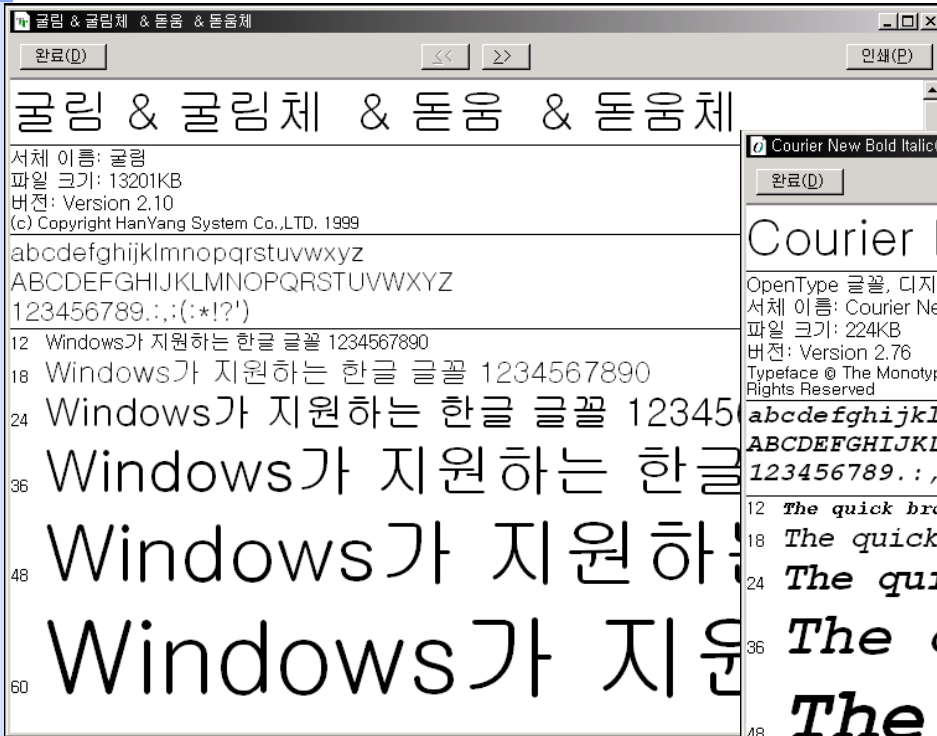 굴림 & 굴림체 & 돋움 & 돋움체
완료(D)
<<
>>
인쇄(P)
굴림 & 굴림체 & 돋움 & 돋움체
서체 이름: 굴림
파일 크기: 13201KB
버전: Version 2.10
(c) Copyright HanYang System Co.,LTD. 1999
abcdefghijklmnopqrstuvwxyz
ABCDEFGHIJKLMNOPQRSTUVWXYZ
123456789.:,;(:*!?')
12 Windows가 지원하는 한글 글꼴 1234567890
18 Windows가 지원하는 한글 글꼴 1234567890
24 Windows가 지원하는 한글 글꼴 12345
36 Windows가 지원하는 한글
48 Windows가 지원하
60 Windows가 지원
Courier New Bold Italic
완료(D)
Courier
OpenType 글꼴, 디지
서체 이름: Courier Ne
파일 크기: 224KB
버전: Version 2.76
Typeface © The Monotyp
Rights Reserved
abcdefghijkl
ABCDEFGHIJKL
123456789.:,
12 The quick bro
18 The quick
24 The qui
36 The
48 The